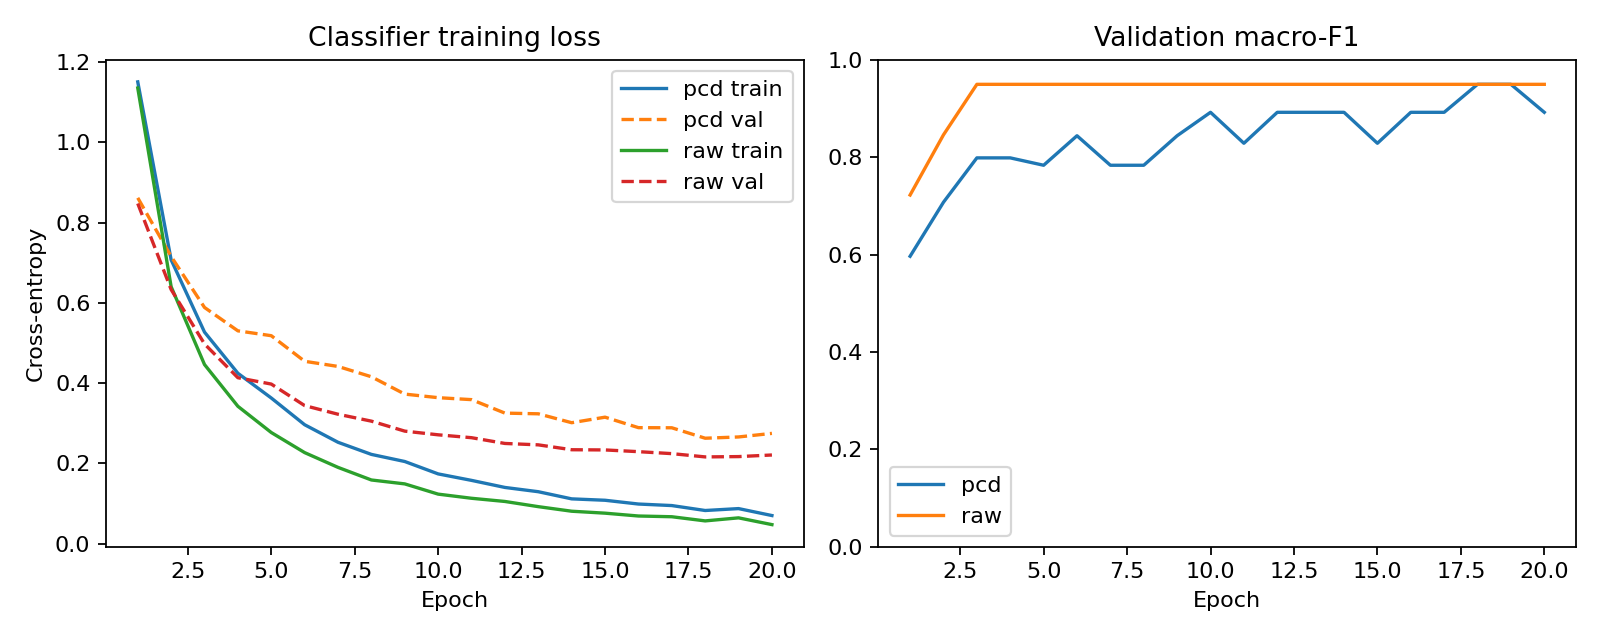 Classifier training loss
Cross-entropy
1.2
1.0
0.8
0.6
0.4
0.2
0.0
pcd train
pcd val
raw train
raw val
2.5 5.0 7.5 10.0 12.5 15.0 17.5 20.0
Epoch
Validation macro-F1
1.0
0.8
0.6
0.4
0.2
0.0
pcd
raw
2.5 5.0 7.5 10.0 12.5 15.0 17.5 20.0
Epoch